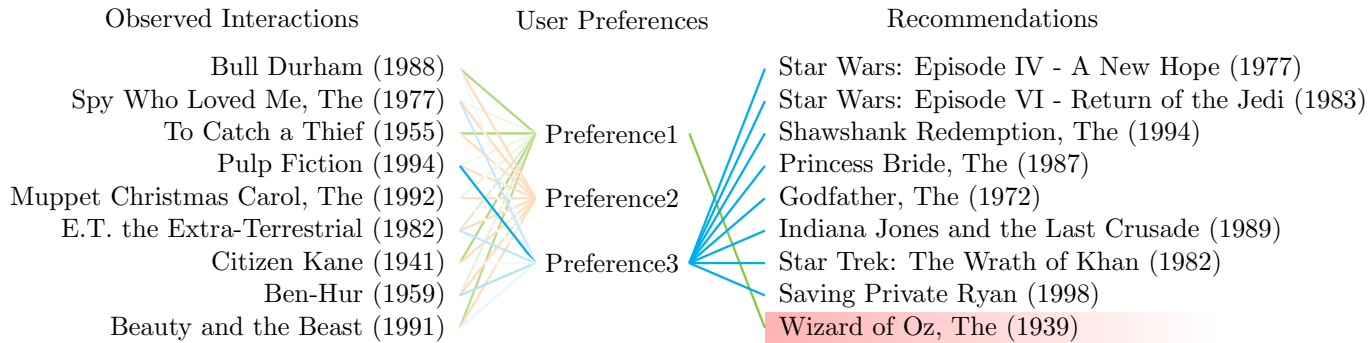 Observed Interactions
User Preferences
Recommendations
Bull Durham (1988)
Spy Who Loved Me, The (1977)
To Catch a Thief (1955)
Pulp Fiction (1994)
Muppet Christmas Carol, The (1992)
E.T. the Extra-Terrestrial (1982)
Citizen Kane (1941)
Ben-Hur (1959)
Beauty and the Beast (1991)
Preference1
Preference2
Preference3
Star Wars: Episode IV - A New Hope (1977)
Star Wars: Episode VI - Return of the Jedi (1983)
Shawshank Redemption, The (1994)
Princess Bride, The (1987)
Godfather, The (1972)
Indiana Jones and the Last Crusade (1989)
Star Trek: The Wrath of Khan (1982)
Saving Private Ryan (1998)
Wizard of Oz, The (1939)